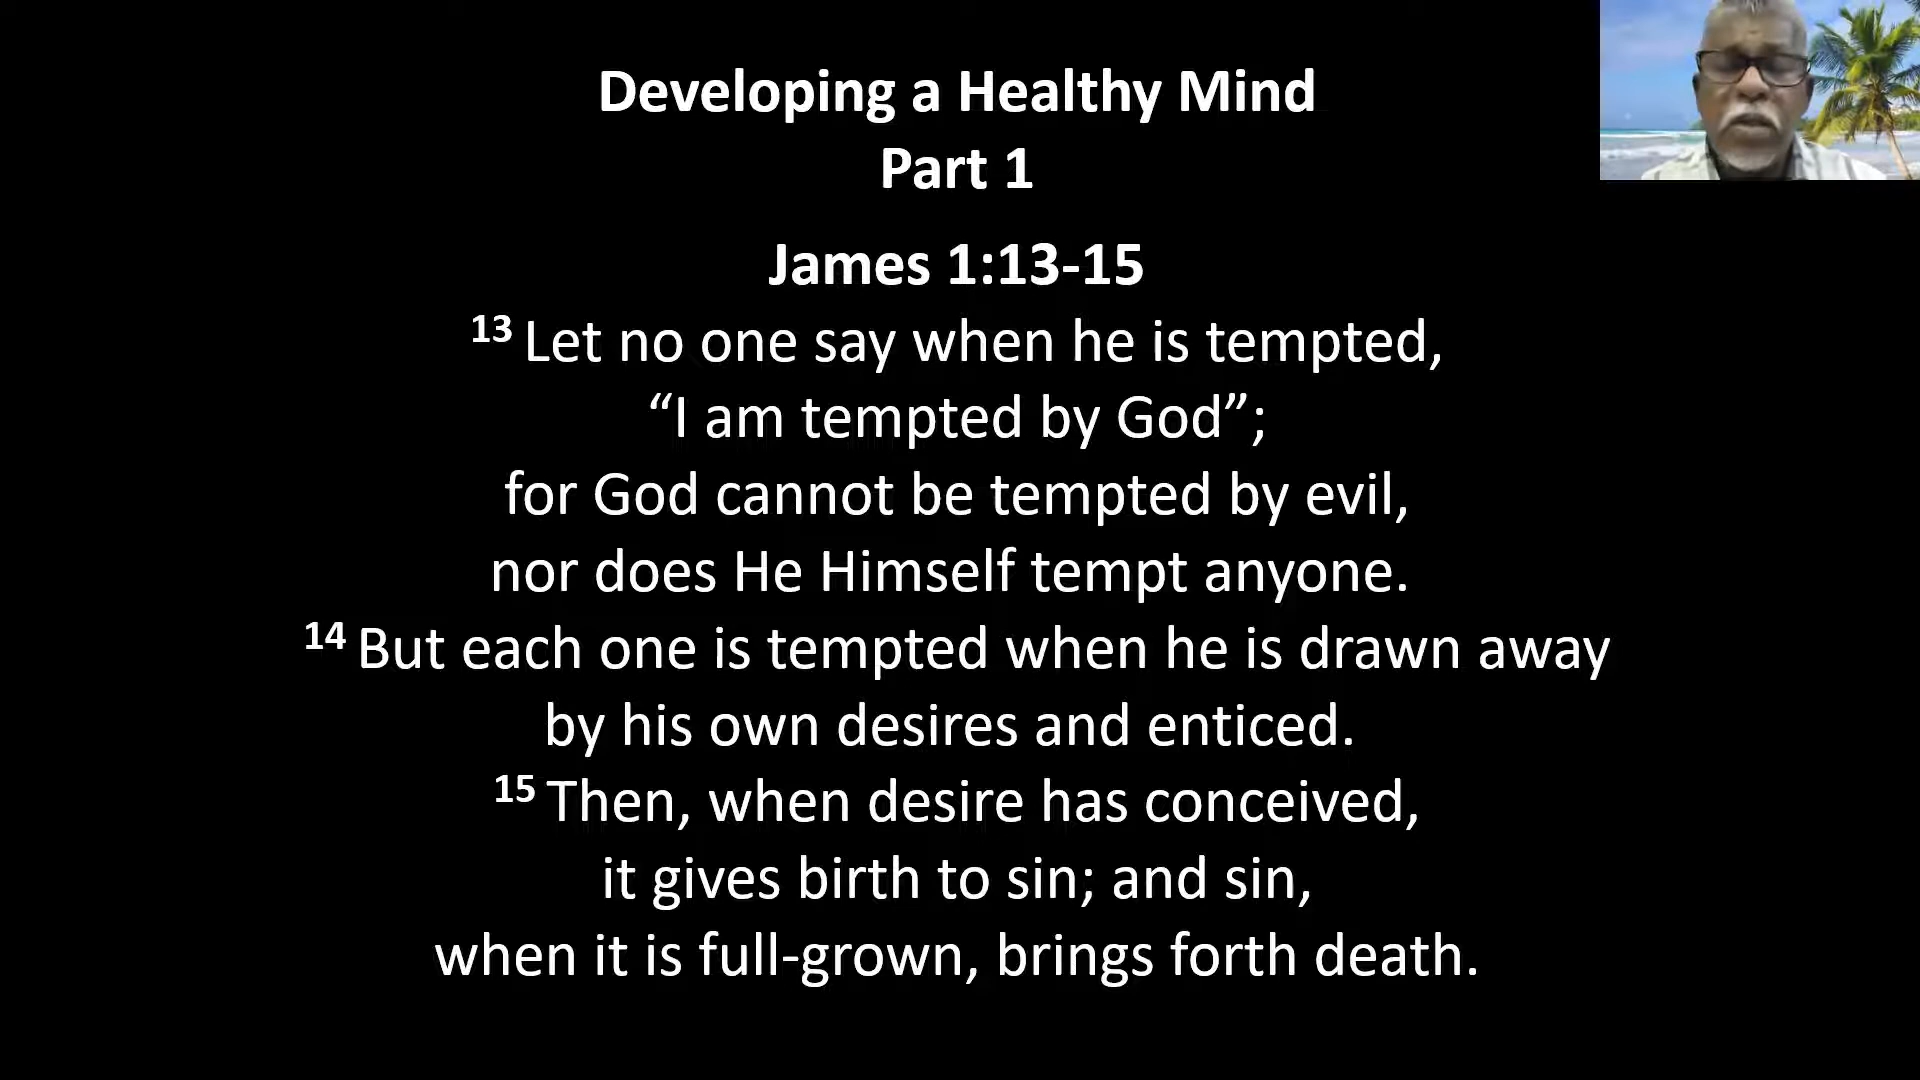 Developing a Healthy Mind
Part 1
James 1:13-15
13 Let no one say when he is tempted,
“I am tempted by God”;
for God cannot be tempted by evil,
nor does He Himself tempt anyone.
14 But each one is tempted when he is drawn away
by his own desires and enticed.
15 Then, when desire has conceived,
it gives birth to sin; and sin,
when it is full-grown, brings forth death.